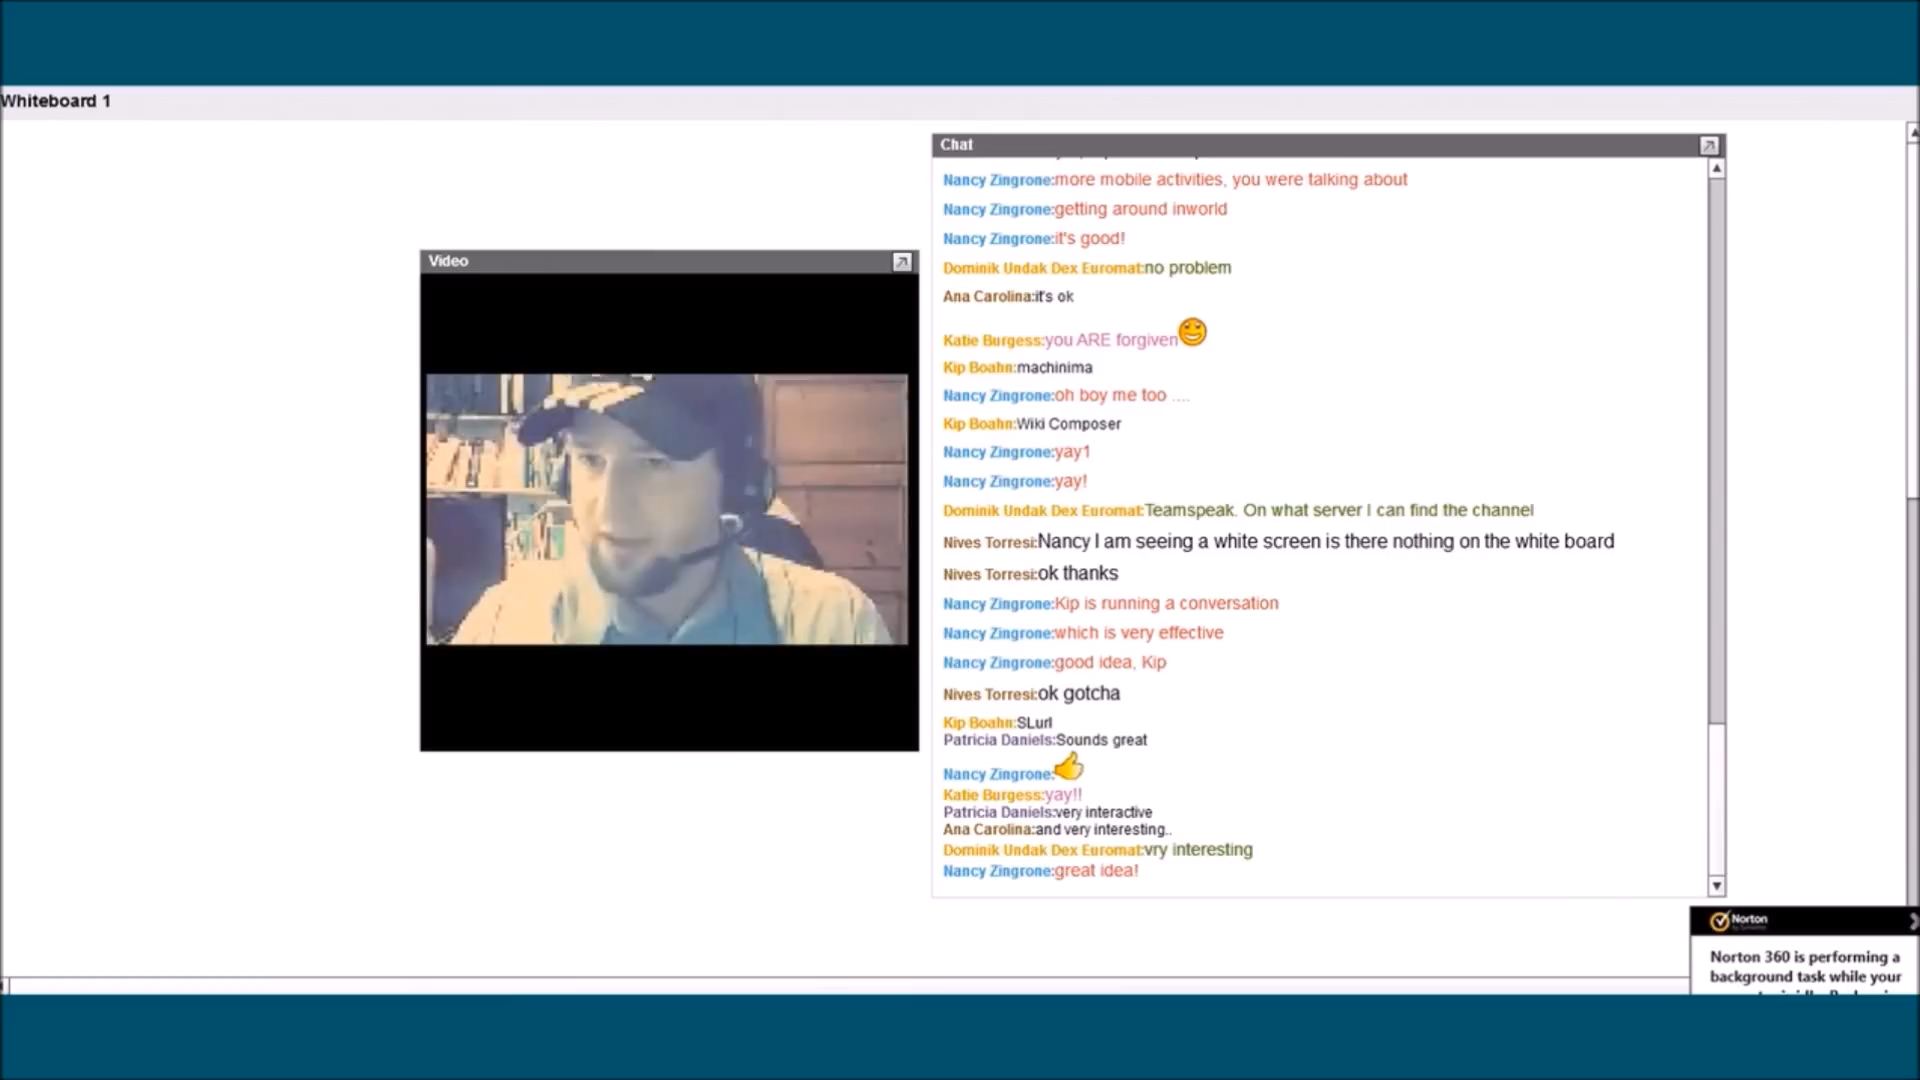 Whiteboard 1
Chat
Nancy Zingrone:more mobile activities, you were talking about
Nancy Zingrone:getting around inworld
Nancy Zingrone:it's good!
Dominik Undak Dex Euromat:no problem
Ana Carolina:it's ok
Katie Burgess:you ARE forgiven
Kip Boahn:machinima
Nancy Zingrone:oh boy me too ....
Kip Boahn:Wiki Composer
Nancy Zingrone:yay1
Nancy Zingrone:yay!
Dominik Undak Dex Euromat:Teamspeak. On what server I can find the channel
Nives Torresi:Nancy I am seeing a white screen is there nothing on the white board
Nives Torresi:ok thanks
Nancy Zingrone:Kip is running a conversation
Nancy Zingrone:which is very effective
Nancy Zingrone:good idea, Kip
Nives Torresi:ok gotcha
Kip Boahn:SLurl
Patricia Daniels:Sounds great
Nancy Zingrone:
Katie Burgess:yay!!
Patricia Daniels:very interactive
Ana Carolina:and very interesting..
Dominik Undak Dex Euromat:vry interesting
Nancy Zingrone:great idea!
Video
Norton
Norton 360 is performing a
background task while your